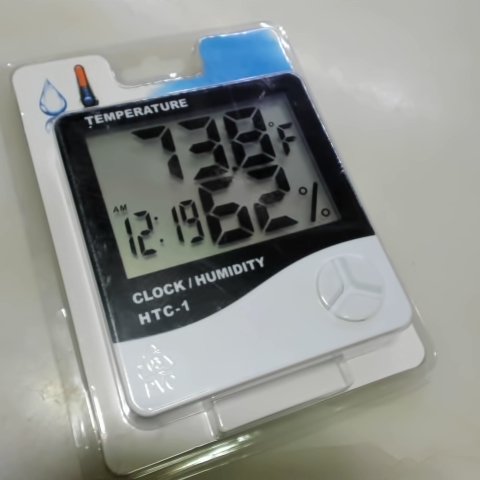 TEMPERATURE
73.8°F
AM
12:19
62%
CLOCK / HUMIDITY
HTC-1